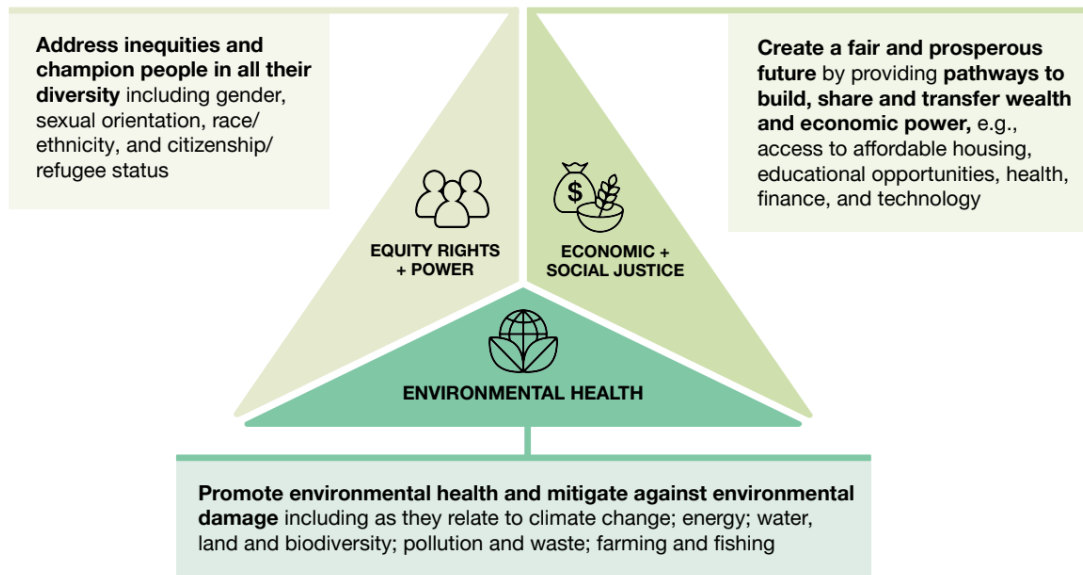 Address inequities and
champion people in all their
diversity including gender,
sexual orientation, race/
ethnicity, and citizenship/
refugee status
Create a fair and prosperous
future by providing pathways to
build, share and transfer wealth
and economic power, e.g.,
access to affordable housing,
educational opportunities, health,
finance, and technology
$
EQUITY RIGHTS
+ POWER
ECONOMIC +
SOCIAL JUSTICE
ENVIRONMENTAL HEALTH
Promote environmental health and mitigate against environmental
damage including as they relate to climate change; energy; water,
land and biodiversity; pollution and waste; farming and fishing